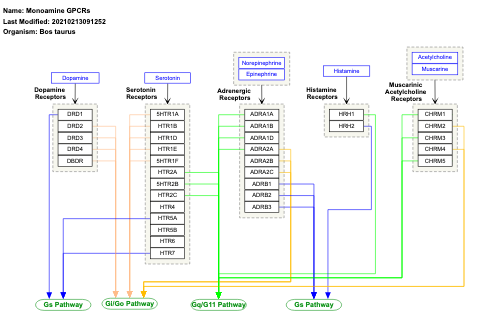 Name: Monoamine GPCRs
Last Modified: 20210213091252
Organism: Bos taurus
Dopamine
Serotonin
Norepinephrine
Epinephrine
Histamine
Acetylcholine
Muscarine
Dopamine
Receptors
Serotonin
Receptors
Adrenergic
Receptors
Histamine
Receptors
Muscarinic
Acetylcholine
Receptors
DRD1
DRD2
DRD3
DRD4
DBDR
5HTR1A
HTR1B
HTR1D
HTR1E
5HTR1F
HTR2A
5HTR2B
HTR2C
HTR4
HTR5A
HTR5B
HTR6
HTR7
ADRA1A
ADRA1B
ADRA1D
ADRA2A
ADRA2B
ADRA2C
ADRB1
ADRB2
ADRB3
HRH1
HRH2
CHRM1
CHRM2
CHRM3
CHRM4
CHRM5
Gs Pathway
Gi/Go Pathway
Gq/G11 Pathway
Gs Pathway